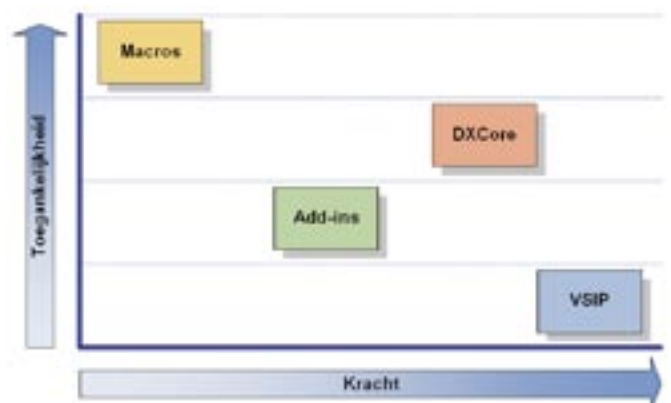 Macros
DXCore
Toegankelijkheid
Add-ins
VSIP
Kracht